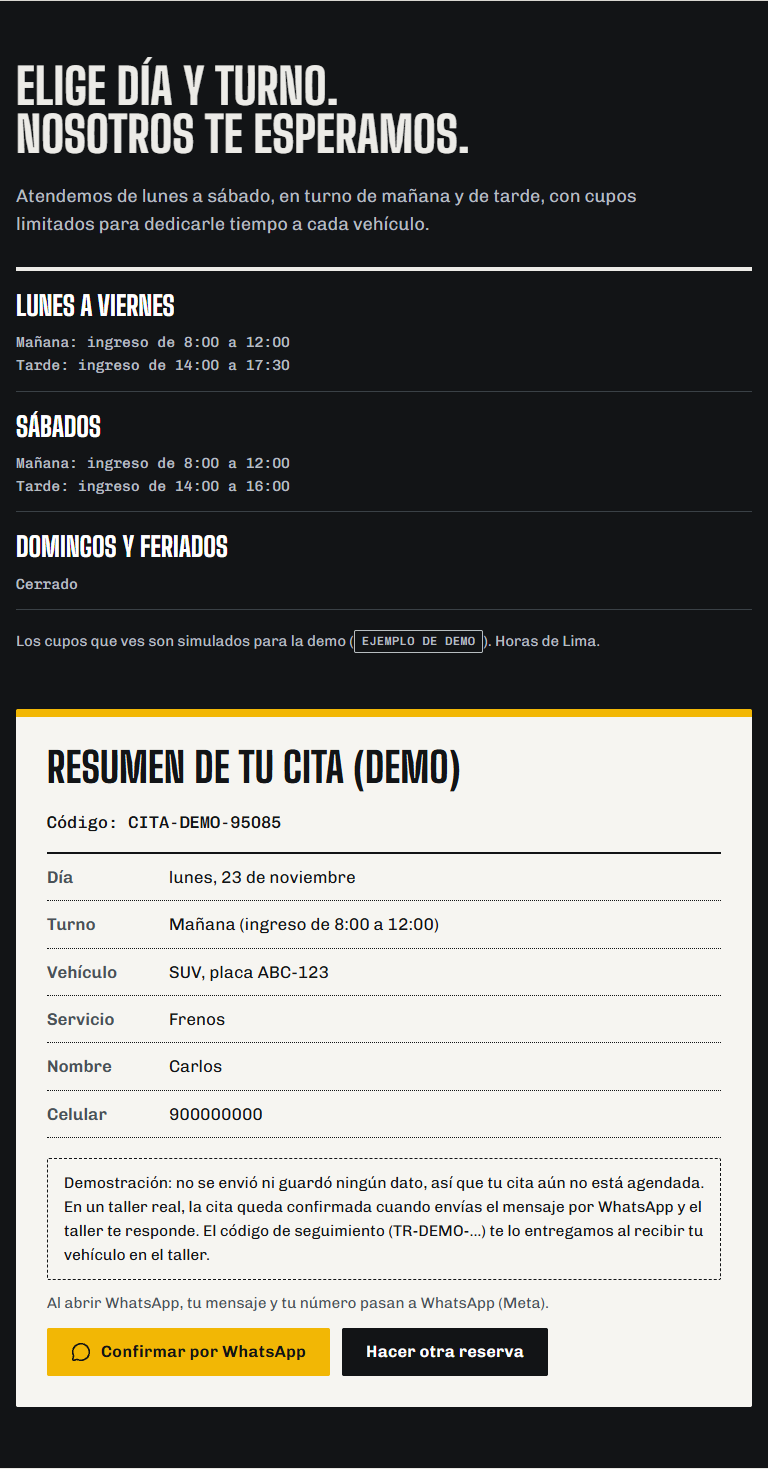 ELIGE DÍA Y TURNO.
NOSOTROS TE ESPERAMOS.
Atendemos de lunes a sábado, en turno de mañana y de tarde, con cupos
limitados para dedicarle tiempo a cada vehículo.
LUNES A VIERNES
Mañana: ingreso de 8:00 a 12:00
Tarde: ingreso de 14:00 a 17:30
SÁBADOS
Mañana: ingreso de 8:00 a 12:00
Tarde: ingreso de 14:00 a 16:00
DOMINGOS Y FERIADOS
Cerrado
Los cupos que ves son simulados para la demo (EJEMPLO DE DEMO). Horas de Lima.
RESUMEN DE TU CITA (DEMO)
Código: CITA-DEMO-95085
Día lunes, 23 de noviembre
Turno Mañana (ingreso de 8:00 a 12:00)
Vehículo SUV, placa ABC-123
Servicio Frenos
Nombre Carlos
Celular 900000000
Demostración: no se envió ni guardó ningún dato, así que tu cita aún no está agendada.
En un taller real, la cita queda confirmada cuando envías el mensaje por WhatsApp y el
taller te responde. El código de seguimiento (TR-DEMO-...) te lo entregamos al recibir tu
vehículo en el taller.
Al abrir WhatsApp, tu mensaje y tu número pasan a WhatsApp (Meta).
Confirmar por WhatsApp Hacer otra reserva